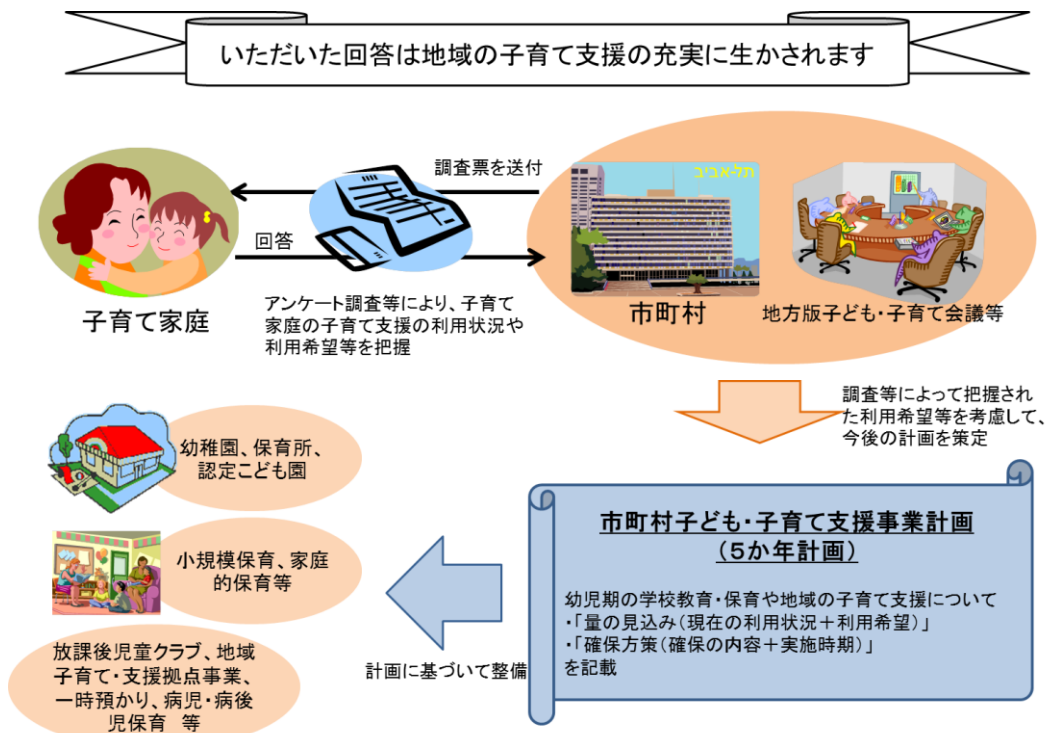 いただいた回答は地域の子育て支援の充実に生かされます
調査票を送付
回答
תל-אביב
子育て家庭
アンケート調査等により、子育て
家庭の子育て支援の利用状況や
利用希望等を把握
市町村
地方版子ども・子育て会議等
調査等によって把握され
た利用希望等を考慮して、
今後の計画を策定
幼稚園、保育所、
認定こども園
小規模保育、家庭
的保育等
放課後児童クラブ、地域
子育て・支援拠点事業、
一時預かり、病児・病後
児保育 等
計画に基づいて整備
市町村子ども・子育て支援事業計画
(5か年計画)
幼児期の学校教育・保育や地域の子育て支援について
・「量の見込み(現在の利用状況+利用希望)」
・「確保方策(確保の内容+実施時期)」
を記載